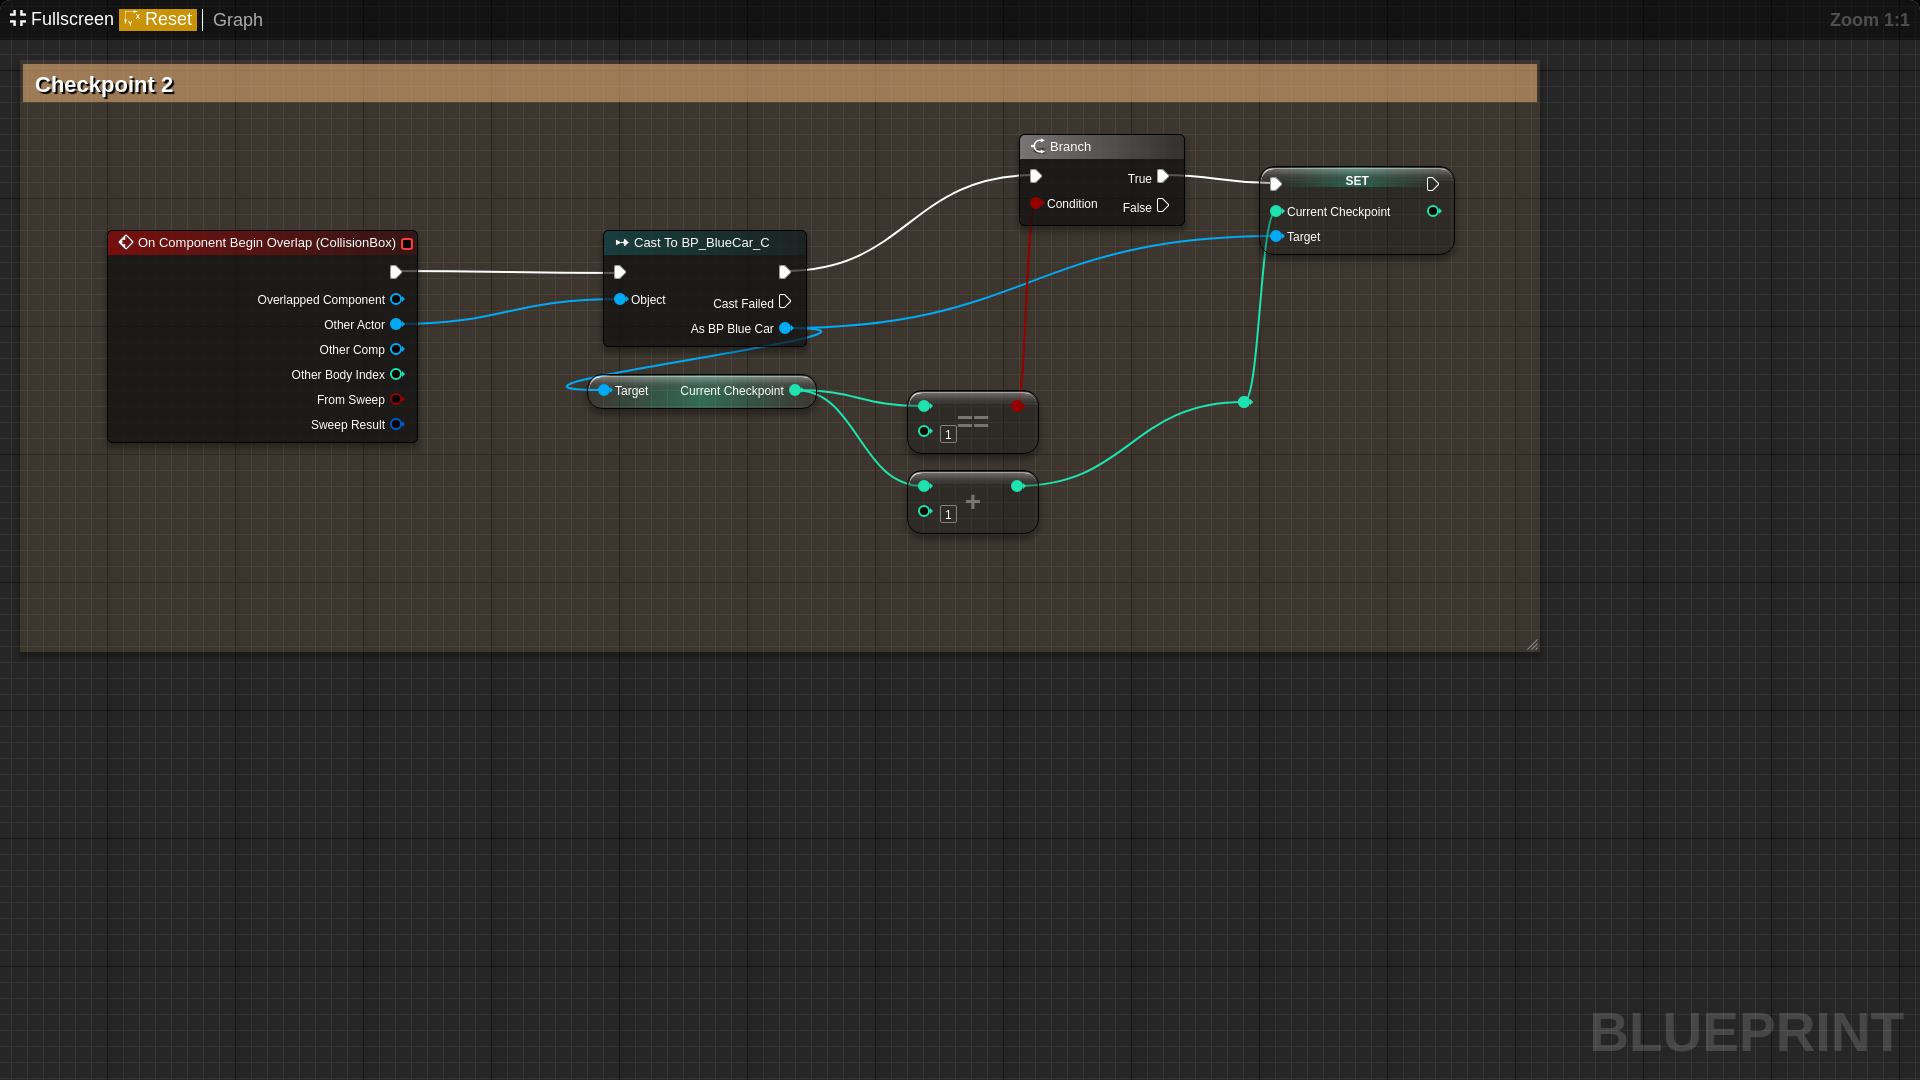 Fullscreen Reset Graph
Zoom 1:1
Checkpoint 2
Branch
True
Condition
False
SET
Current Checkpoint
Target
On Component Begin Overlap (CollisionBox)
Overlapped Component
Other Actor
Other Comp
Other Body Index
From Sweep
Sweep Result
Cast To BP_BlueCar_C
Object
Cast Failed
As BP Blue Car
Target Current Checkpoint
==
1
+
1
BLUEPRINT